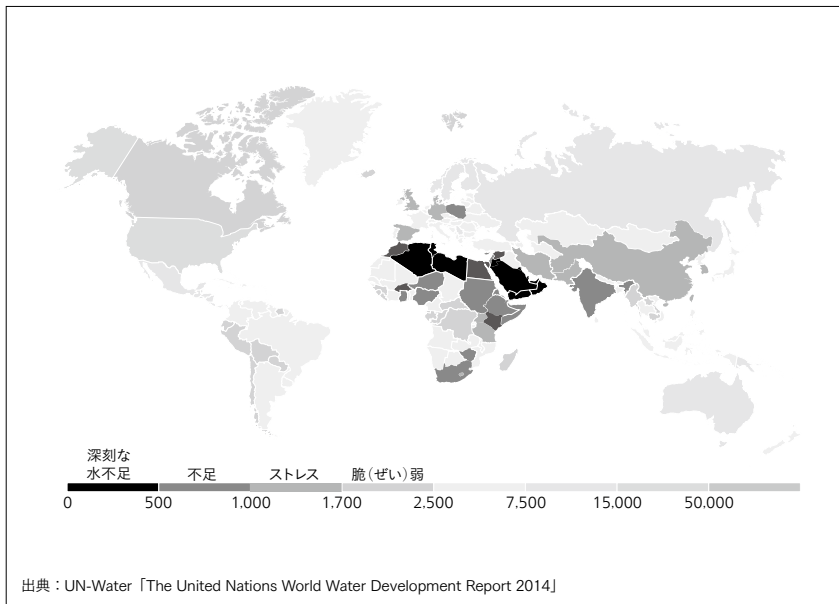 深刻な
水不足 不足 ストレス 脆(ぜい)弱
0 500 1,000 1,700 2,500 7,500 15,000 50,000
出典:UN-Water「The United Nations World Water Development Report 2014」